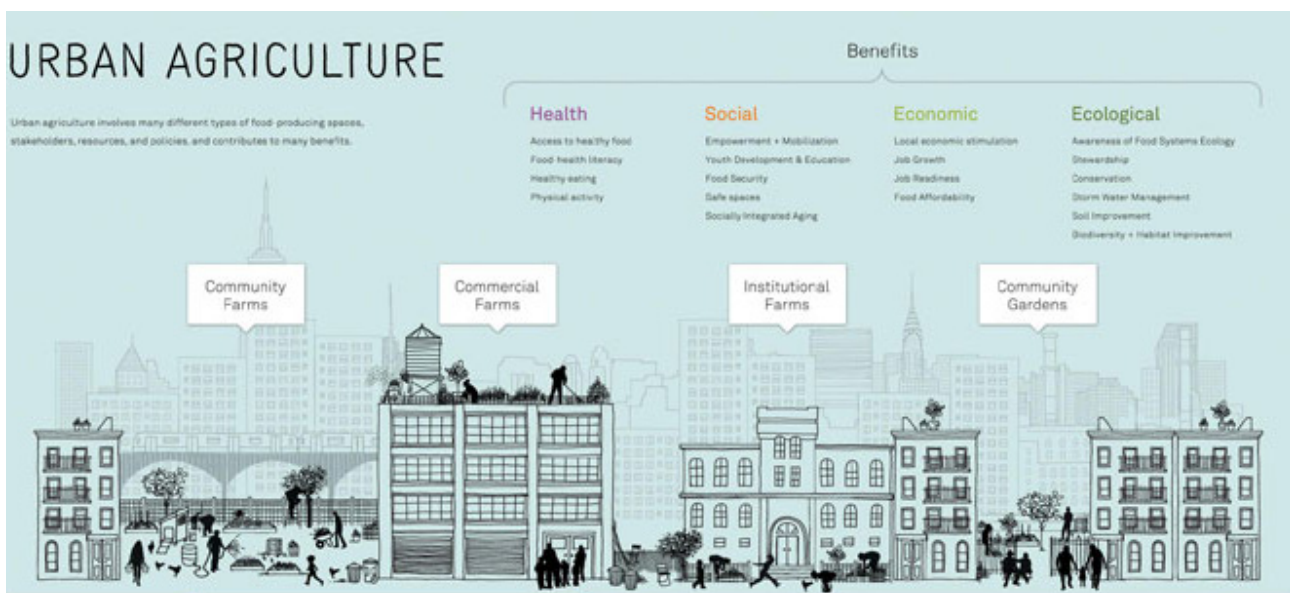 URBAN AGRICULTURE
Urban agriculture involves many different types of food-producing spaces,
stakeholders, resources, and policies, and contributes to many benefits.
Benefits
Health
Access to healthy food
Food-health literacy
Healthy eating
Physical activity
Social
Empowerment + Mobilization
Youth Development & Education
Food Security
Safe spaces
Socially Integrated Aging
Economic
Local economic stimulation
Job Growth
Job Readiness
Food Affordability
Ecological
Awareness of Food Systems Ecology
Stewardship
Conservation
Storm Water Management
Soil Improvement
Biodiversity + Habitat Improvement
Community
Farms
Commercial
Farms
Institutional
Farms
Community
Gardens